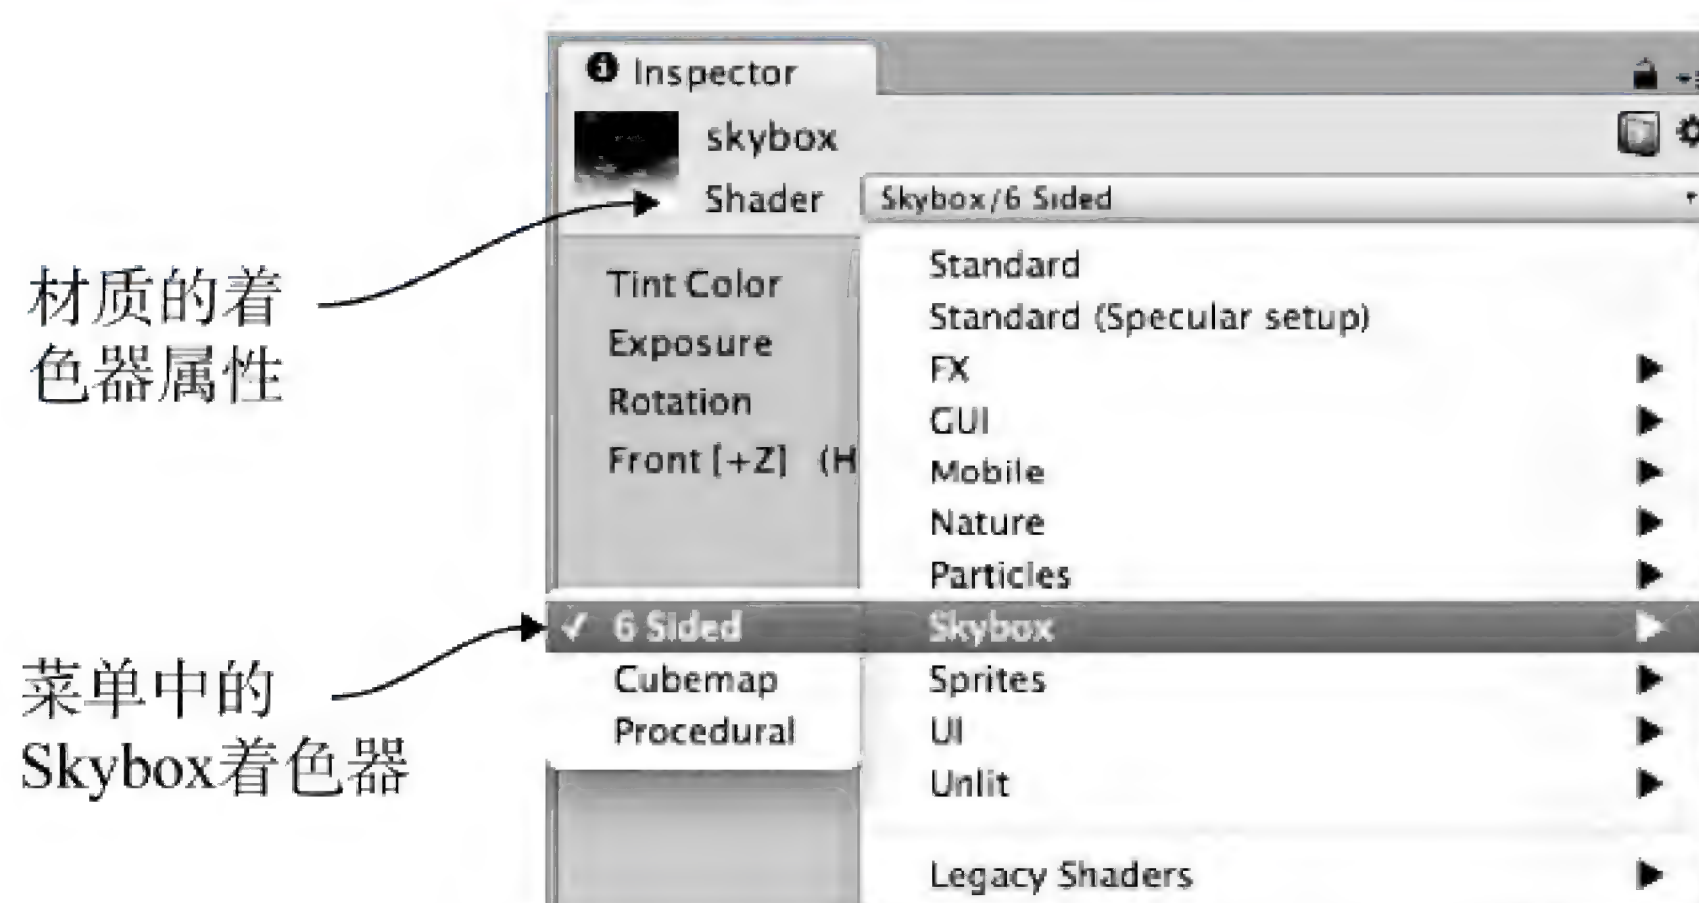 Inspector
skybox
Shader Skybox/6 Sided
材质的着
色器属性
Tint Color
Exposure
Rotation
Front [+Z] (H
Standard
Standard (Specular setup)
FX
GUI
Mobile
Nature
Particles
Skybox
Sprites
UI
Unlit
Legacy Shaders
✓ 6 Sided
Cubemap
Procedural
菜单中的
Skybox着色器